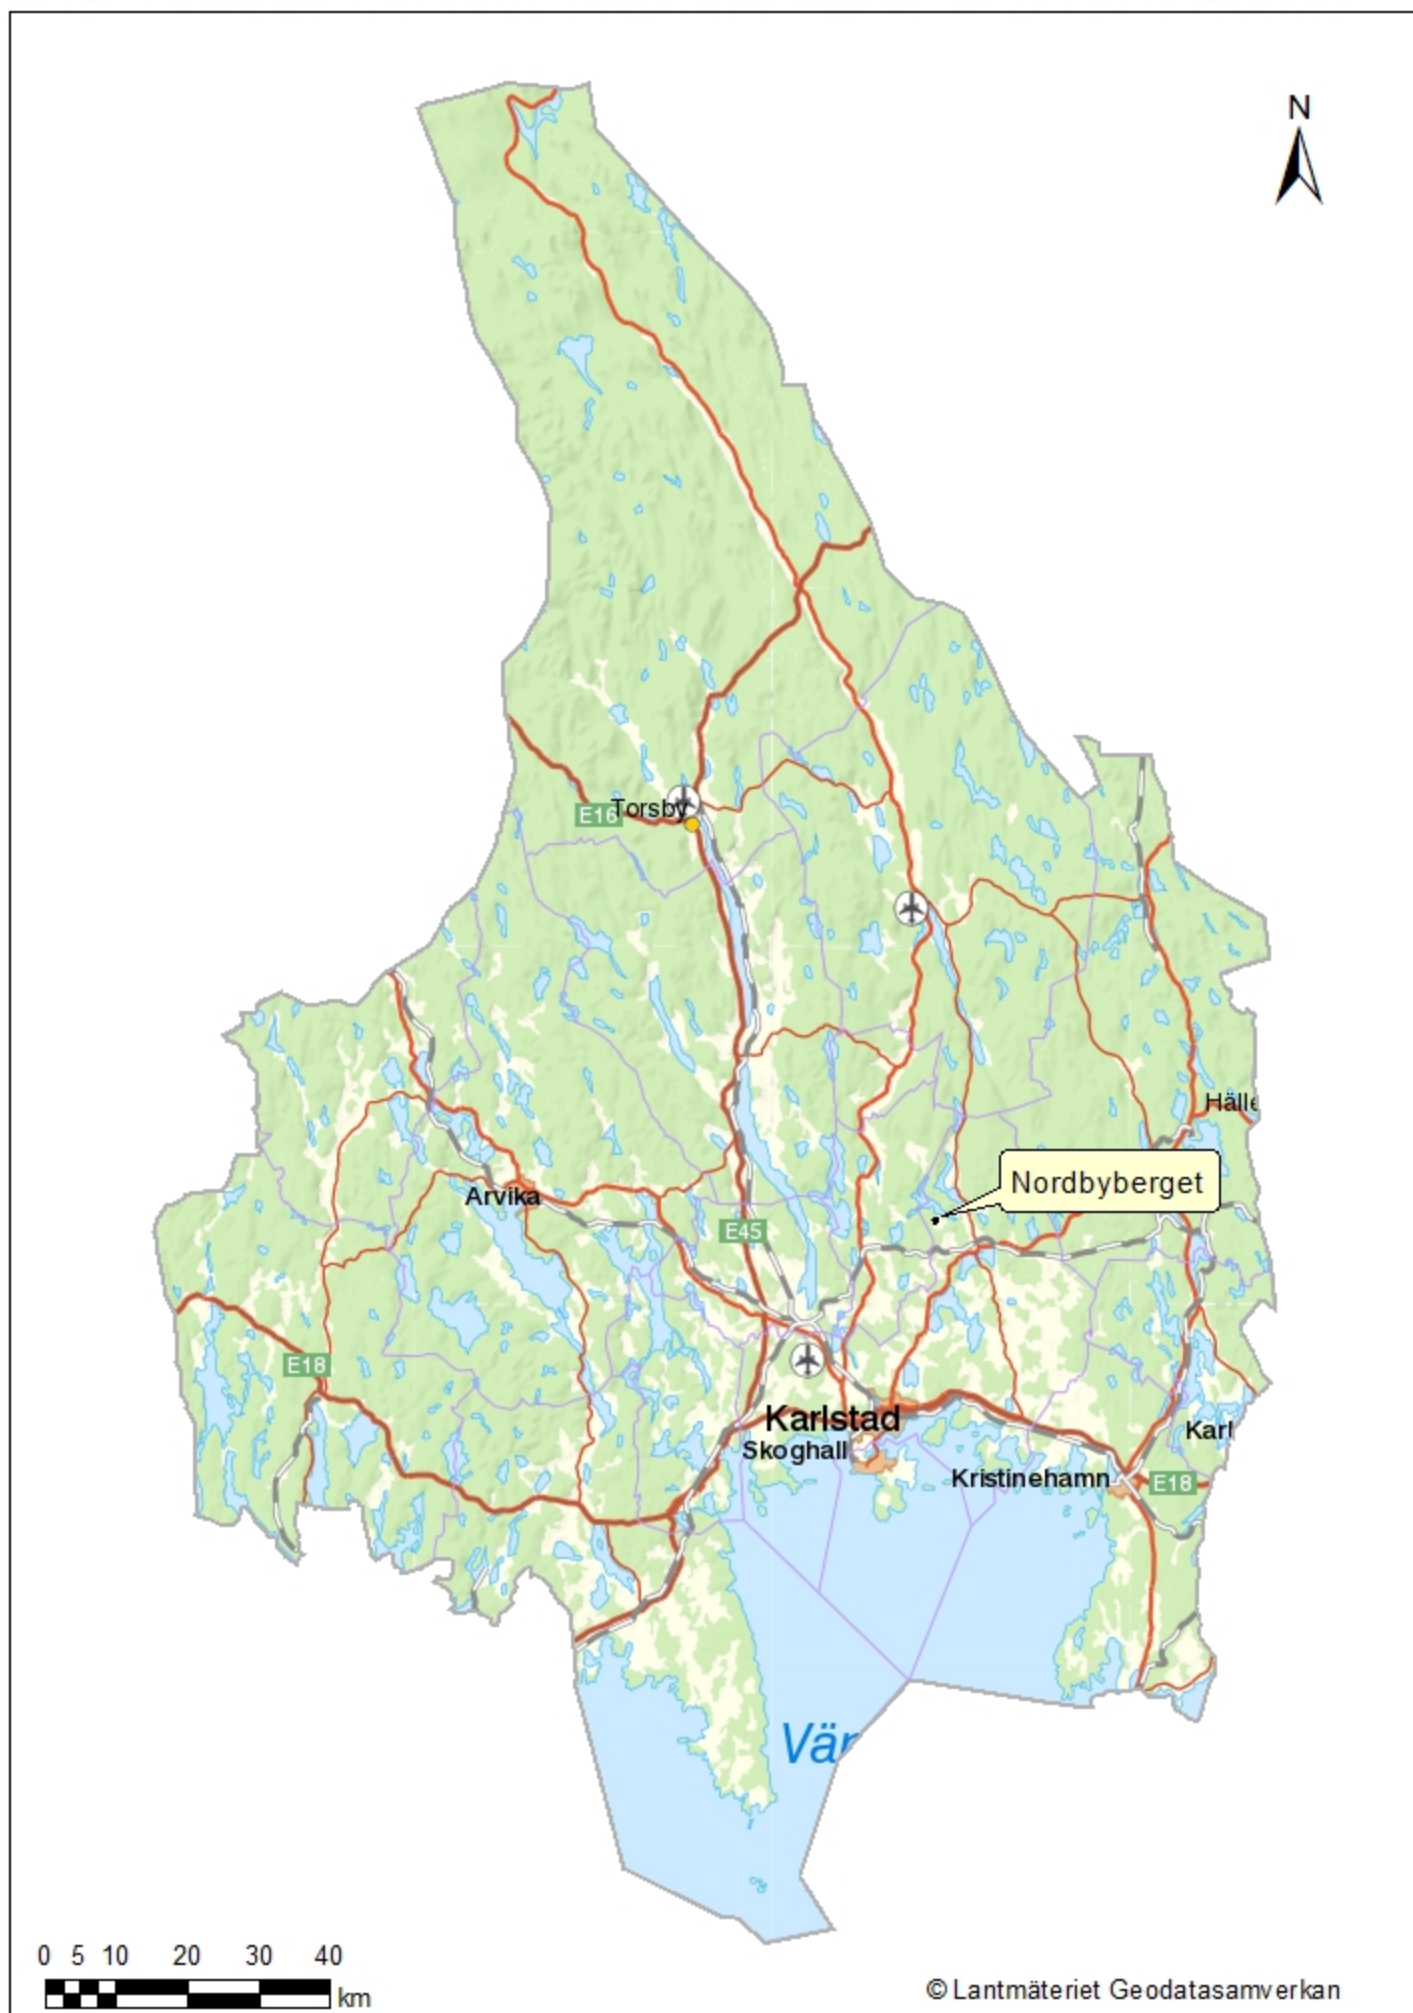 N
E16
Torsby
Hälle
Nordbyberget
Arvika
E45
E18
Karlstad
Skoghall
Karl
Kristinehamn
E18
Vär
0 5 10 20 30 40
km
© Lantmäteriet Geodatasamverkan